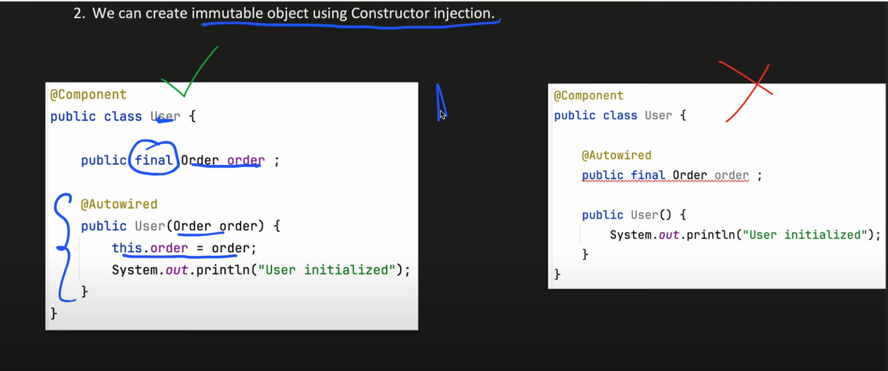 2. We can create immutable object using Constructor injection.
@Component
public class User {
public final Order order ;
@Autowired
public User(Order order) {
this.order = order;
System.out.println("User initialized");
}
}
@Component
public class User {
@Autowired
public final Order order ;
public User() {
System.out.println("User initialized");
}
}